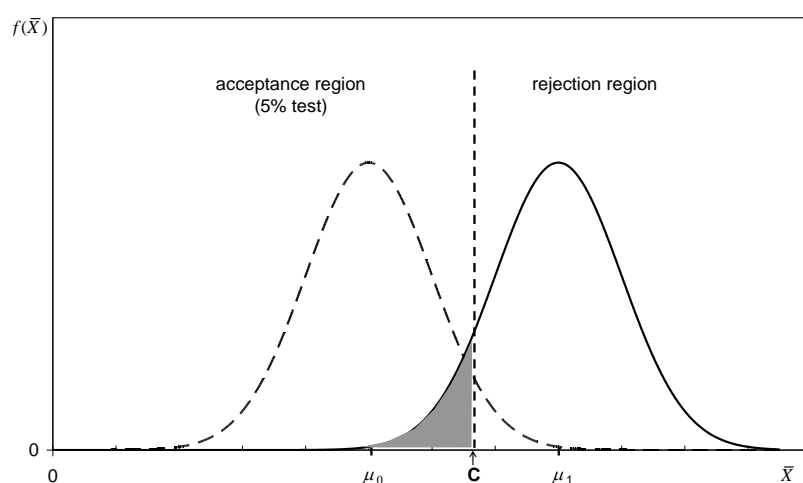 f(X̄)
acceptance region
(5% test)
rejection region
0
0
μ₀
C
μ₁
X̄